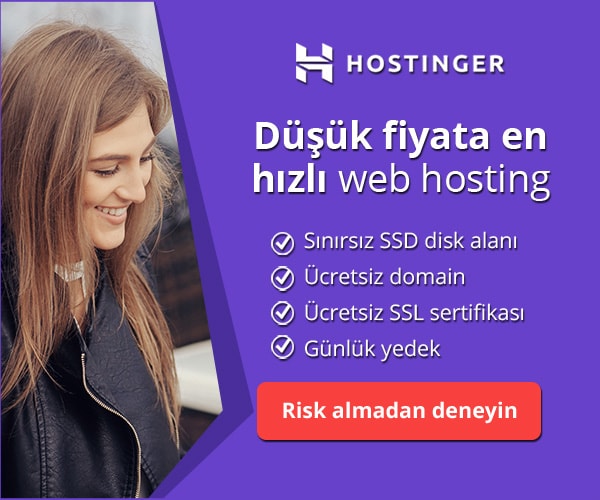 HOSTINGER
Düşük fiyata en
hızlı web hosting
Sınırsız SSD disk alanı
Ücretsiz domain
Ücretsiz SSL sertifikası
Günlük yedek
Risk almadan deneyin